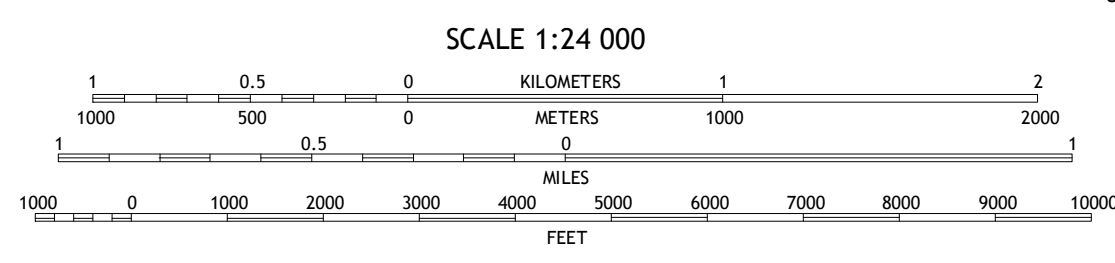 SCALE 1:24 000
1 0.5 0 KILOMETERS 1 2
1000 500 0 METERS 1000 2000
1 0.5 0 1
MILES
1000 0 1000 2000 3000 4000 5000 6000 7000 8000 9000 10000
FEET